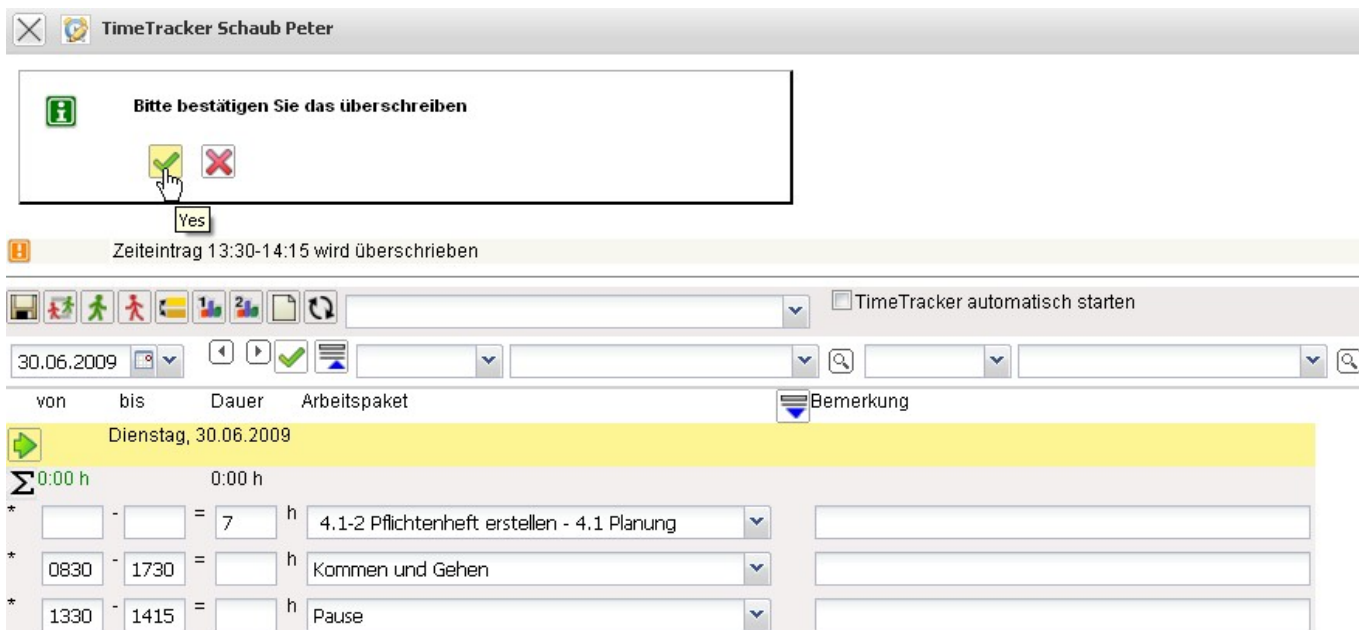 TimeTracker Schaub Peter
Bitte bestätigen Sie das überschreiben
Yes
Zeiteintrag 13:30-14:15 wird überschrieben
1 2 TimeTracker automatisch starten
30.06.2009
von bis Dauer Arbeitspaket Bemerkung
Dienstag, 30.06.2009
Σ 0:00 h 0:00 h
* - = 7 h 4.1-2 Pflichtenheft erstellen - 4.1 Planung
* 0830 - 1730 = h Kommen und Gehen
* 1330 - 1415 = h Pause